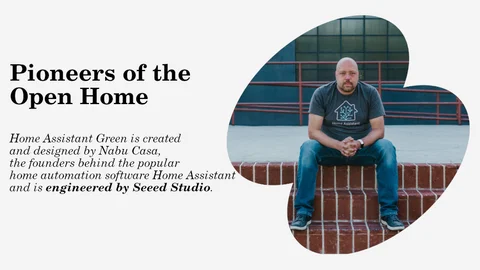 Pioneers of the
Open Home
Home Assistant Green is created
and designed by Nabu Casa,
the founders behind the popular
home automation software Home Assistant
and is engineered by Seeed Studio.